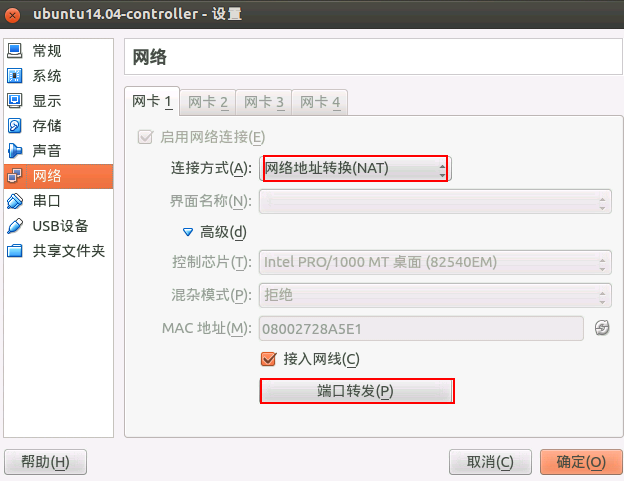 ubuntu14.04-controller - 设置
常规
系统
显示
存储
声音
网络
串口
USB设备
共享文件夹
网络
网卡 1 网卡 2 网卡 3 网卡 4
启用网络连接(E)
连接方式(A): 网络地址转换(NAT)
界面名称(N):
高级(d)
控制芯片(T): Intel PRO/1000 MT 桌面 (82540EM)
混杂模式(P): 拒绝
MAC 地址(M): 08002728A5E1
接入网线(C)
端口转发(P)
帮助(H) 取消(C) 确定(O)